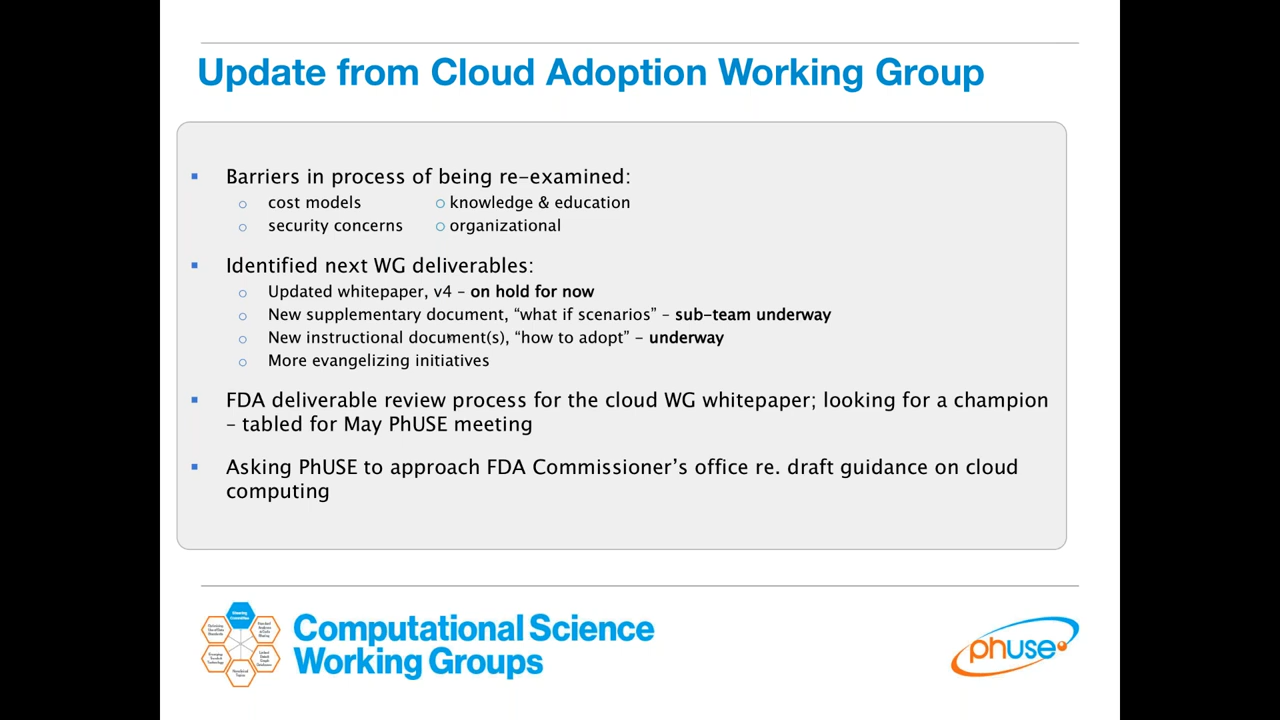 Update from Cloud Adoption Working Group
▪ Barriers in process of being re-examined:
○ cost models ○ knowledge & education
○ security concerns ○ organizational
▪ Identified next WG deliverables:
○ Updated whitepaper, v4 – on hold for now
○ New supplementary document, “what if scenarios” – sub-team underway
○ New instructional document(s), “how to adopt” – underway
○ More evangelizing initiatives
▪ FDA deliverable review process for the cloud WG whitepaper; looking for a champion
– tabled for May PhUSE meeting
▪ Asking PhUSE to approach FDA Commissioner’s office re. draft guidance on cloud
computing
Computational Science
Working Groups
phuse